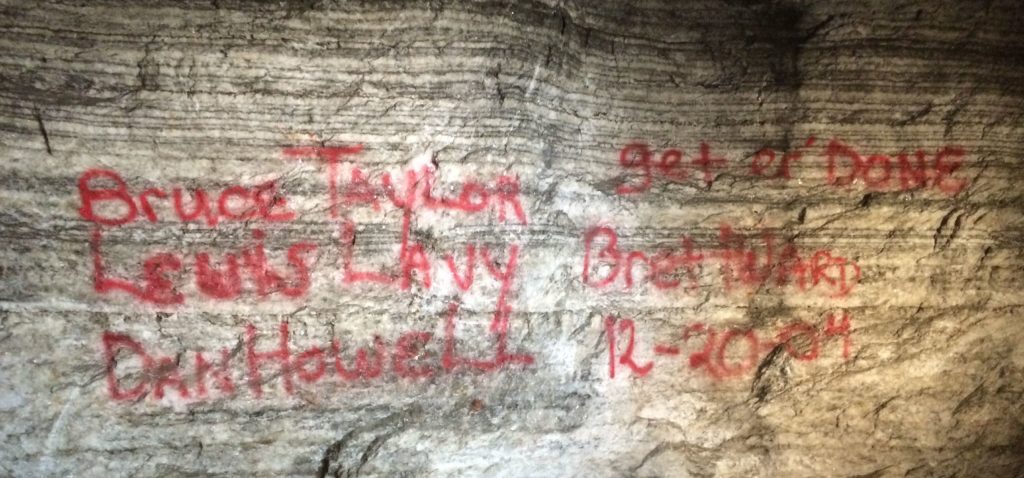 Bruce TAYLOR
LEWIS LAVY
DAN HOWELL
get er' DONE
Bret WARD
12-20-04